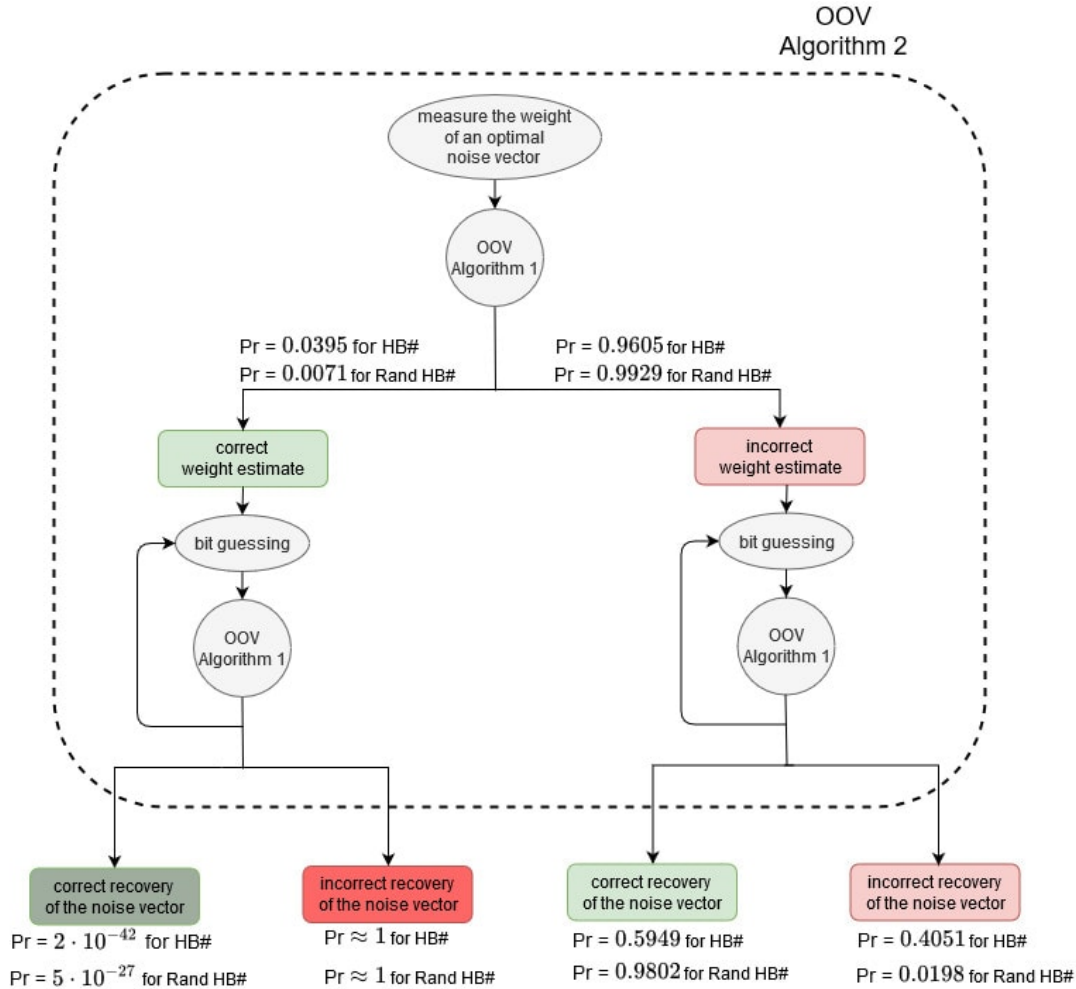 OOV
Algorithm 2
measure the weight
of an optimal
noise vector
OOV
Algorithm 1
Pr = 0.0395 for HB#
Pr = 0.0071 for Rand HB#
Pr = 0.9605 for HB#
Pr = 0.9929 for Rand HB#
correct
weight estimate
incorrect
weight estimate
bit guessing
bit guessing
OOV
Algorithm 1
OOV
Algorithm 1
correct recovery
of the noise vector
Pr = 2 · 10⁻⁴² for HB#
Pr = 5 · 10⁻²⁷ for Rand HB#
incorrect recovery
of the noise vector
Pr ≈ 1 for HB#
Pr ≈ 1 for Rand HB#
correct recovery
of the noise vector
Pr = 0.5949 for HB#
Pr = 0.9802 for Rand HB#
incorrect recovery
of the noise vector
Pr = 0.4051 for HB#
Pr = 0.0198 for Rand HB#